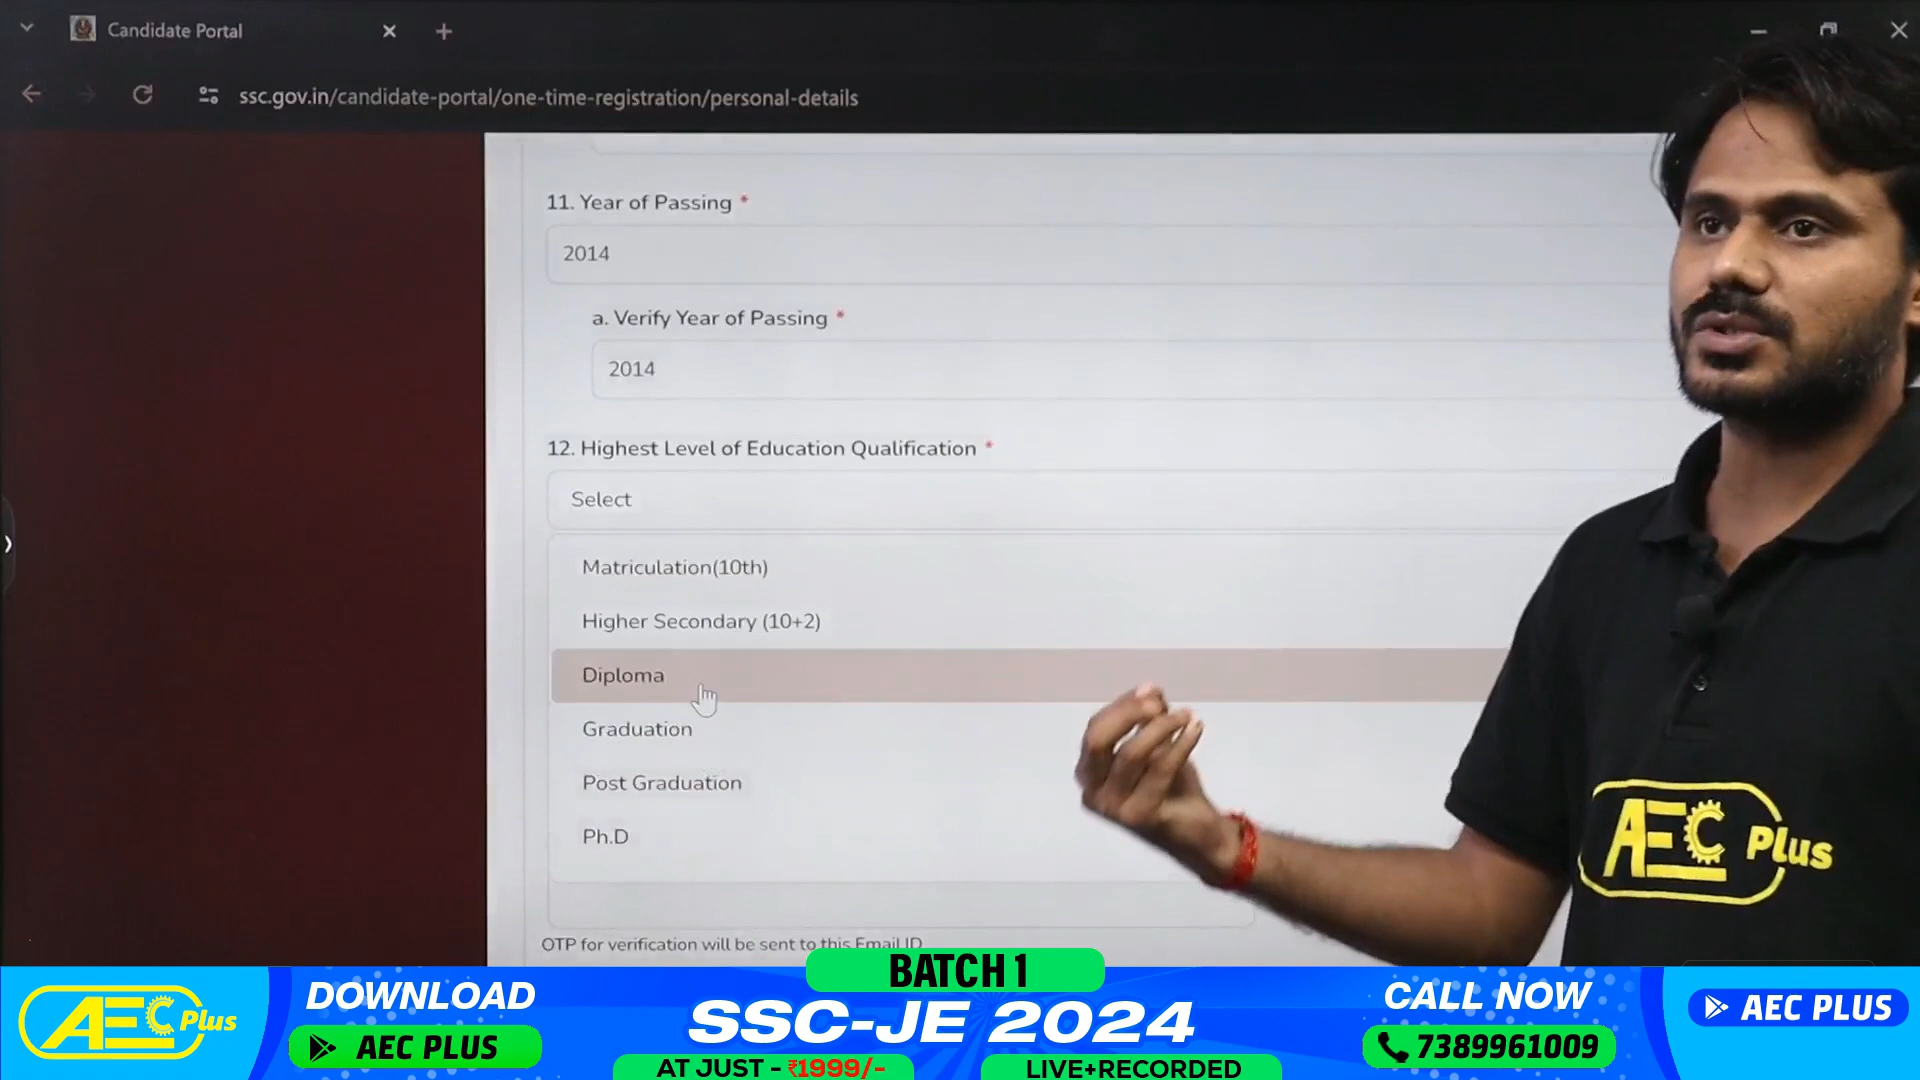 Candidate Portal
ssc.gov.in/candidate-portal/one-time-registration/personal-details
11. Year of Passing *
2014
a. Verify Year of Passing *
2014
12. Highest Level of Education Qualification *
Select
Matriculation(10th)
Higher Secondary (10+2)
Diploma
Graduation
Post Graduation
Ph.D
OTP for verification will be sent to this Email ID
AEC Plus
AEC Plus
DOWNLOAD
AEC PLUS
BATCH 1
SSC-JE 2024
AT JUST - ₹1999/-
LIVE+RECORDED
CALL NOW
7389961009
AEC PLUS